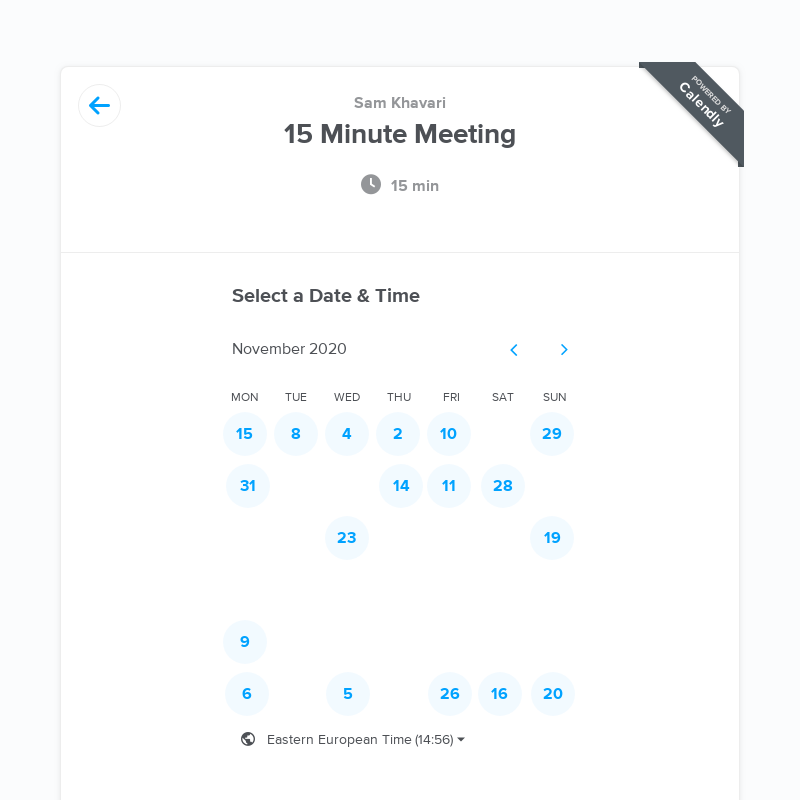 POWERED BY
Calendly
Sam Khavari
15 Minute Meeting
15 min
Select a Date & Time
November 2020
MON TUE WED THU FRI SAT SUN
15 8 4 2 10 29
31 14 11 28
23 19
9
6 5 26 16 20
Eastern European Time (14:56)